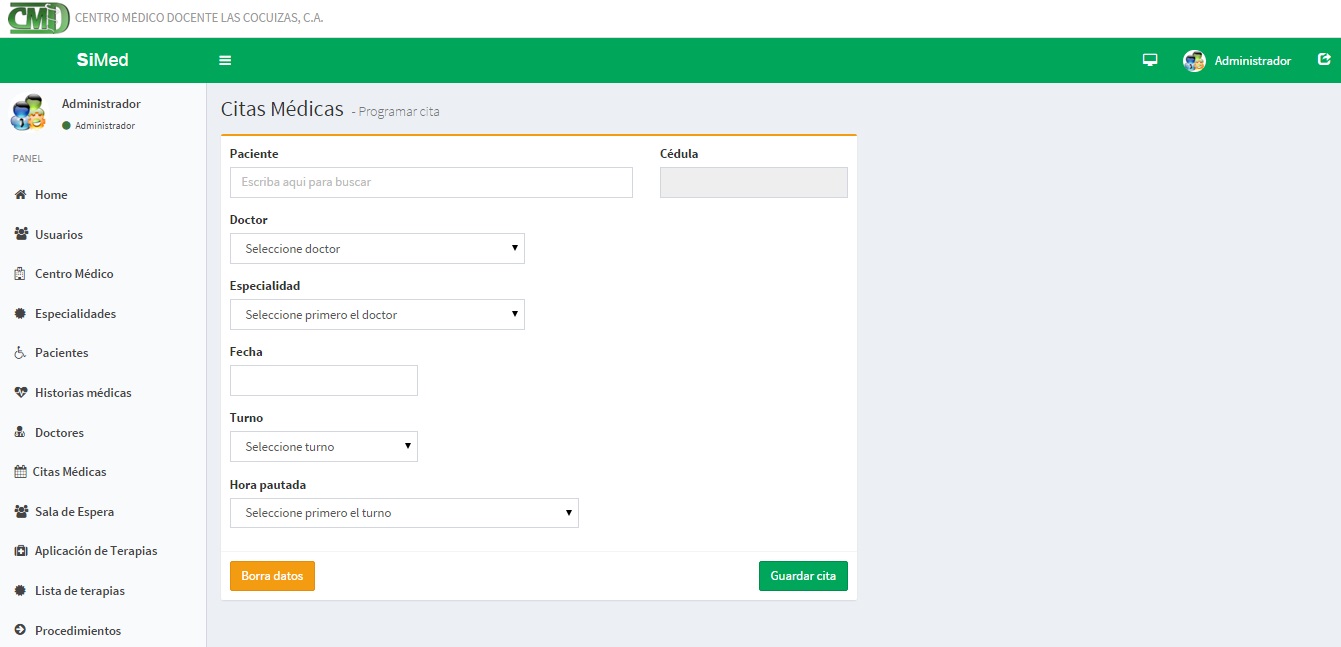 CMD CENTRO MÉDICO DOCENTE LAS COCUIZAS, C.A.
SiMed
Administrador
Administrador
Administrador
PANEL
Home
Usuarios
Centro Médico
Especialidades
Pacientes
Historias médicas
Doctores
Citas Médicas
Sala de Espera
Aplicación de Terapias
Lista de terapias
Procedimientos
Citas Médicas - Programar cita
Paciente
Escriba aqui para buscar
Cédula
Doctor
Seleccione doctor
Especialidad
Seleccione primero el doctor
Fecha
Turno
Seleccione turno
Hora pautada
Seleccione primero el turno
Borra datos
Guardar cita